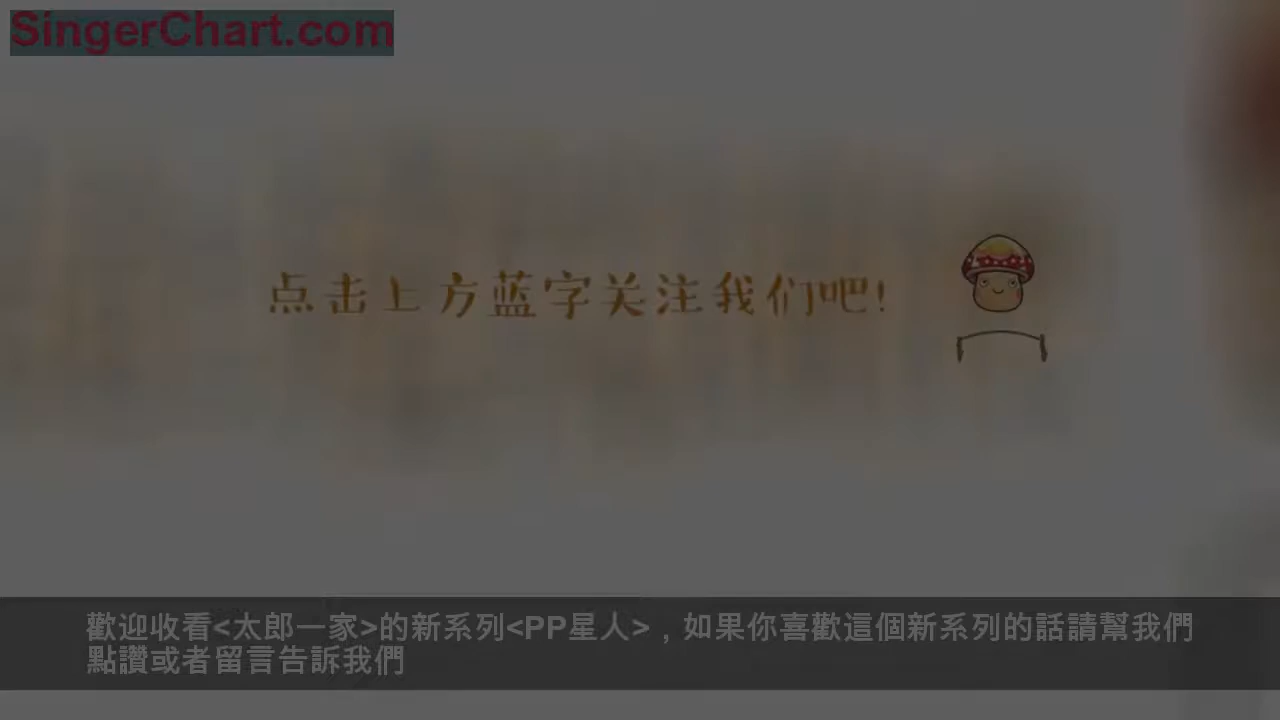 SingerChart.com
点击上方蓝字关注我们吧!
歡迎收看<太郎一家>的新系列<PP星人>，如果你喜歡這個新系列的話請幫我們
點讚或者留言告訴我們